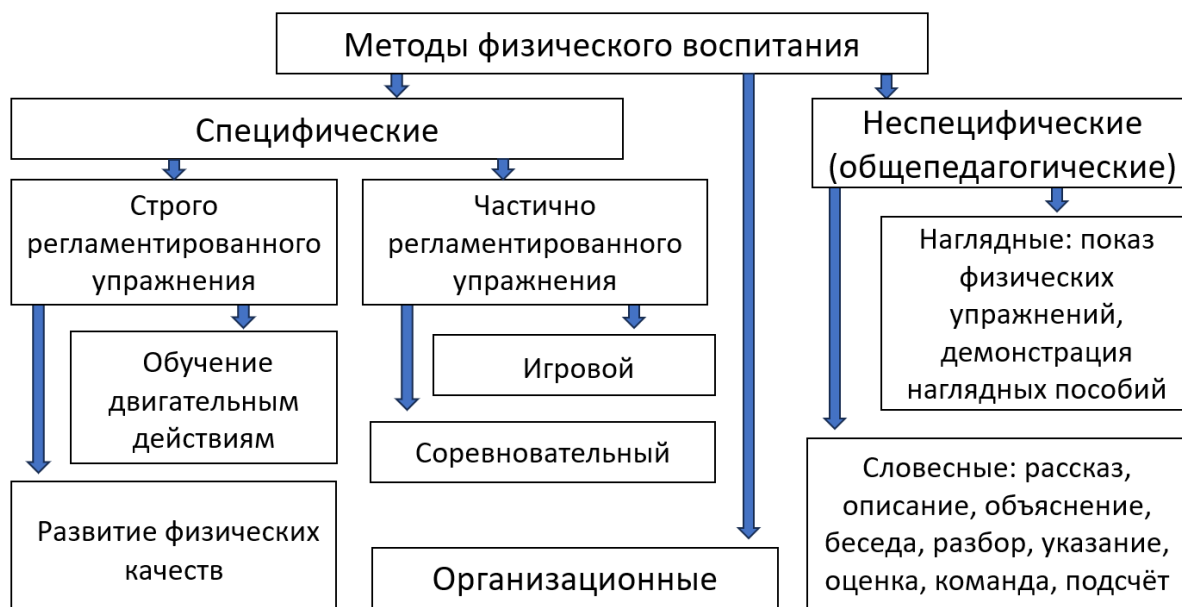 Методы физического воспитания
Специфические
Неспецифические
(общепедагогические)
Строго
регламентированного
упражнения
Частично
регламентированного
упражнения
Наглядные: показ
физических
упражнений,
демонстрация
наглядных пособий
Обучение
двигательным
действиям
Игровой
Соревновательный
Словесные: рассказ,
описание, объяснение,
беседа, разбор, указание,
оценка, команда, подсчёт
Развитие физических
качеств
Организационные